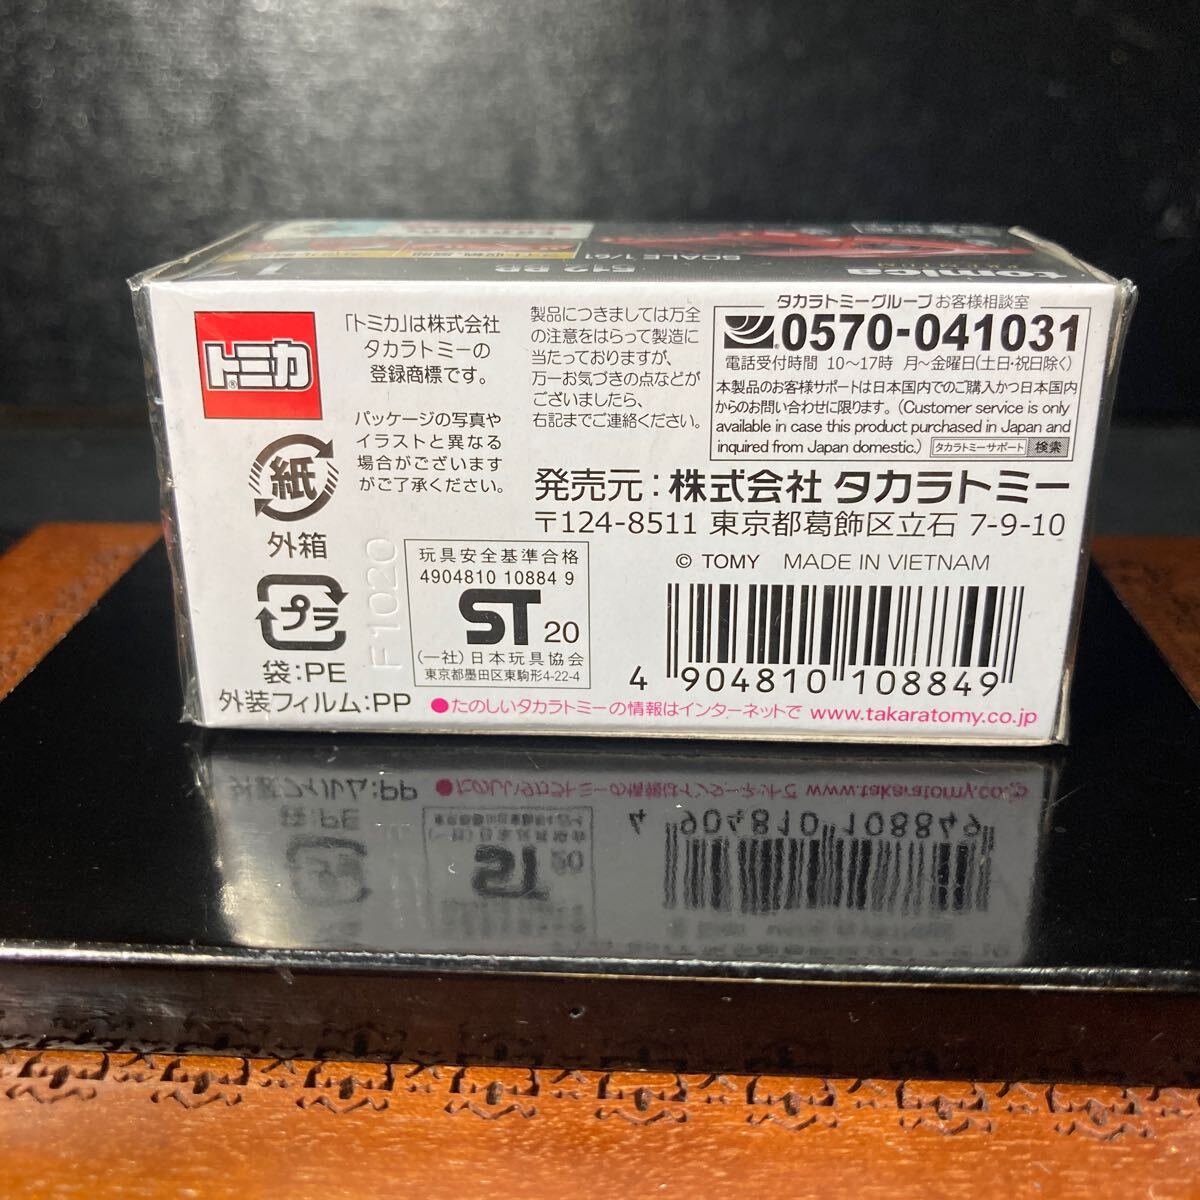 tomica
512 BB
SCALE 1/61
17
トミカ®
「トミカ」は株式会社
タカラトミーの
登録商標です。
パッケージの写真や
イラストと異なる
場合がございます
がご了承ください。
紙
外箱
プラ
袋:PE
外装フィルム:PP
F1020
製品につきましては万全
の注意をはらって製造に
当たっておりますが、
万一お気づきの点などが
ございましたら、
右記までご連絡ください。
タカラトミーグループ お客様相談室
0570-041031
電話受付時間 10〜17時 月〜金曜日(土日・祝日除く)
本製品のお客様サポートは日本国内でのご購入かつ日本国内
からのお問い合わせに限ります。(Customer service is only
available in case this product purchased in Japan and
inquired from Japan domestic.) タカラトミーサポート 検索
発売元:株式会社 タカラトミー
〒124-8511 東京都葛飾区立石 7-9-10
© TOMY MADE IN VIETNAM
玩具安全基準合格
4904810 10884 9
ST 20
(一社)日本玩具協会
東京都墨田区東駒形4-22-4
4 904810 108849
●たのしいタカラトミーの情報はインターネットで www.takaratomy.co.jp